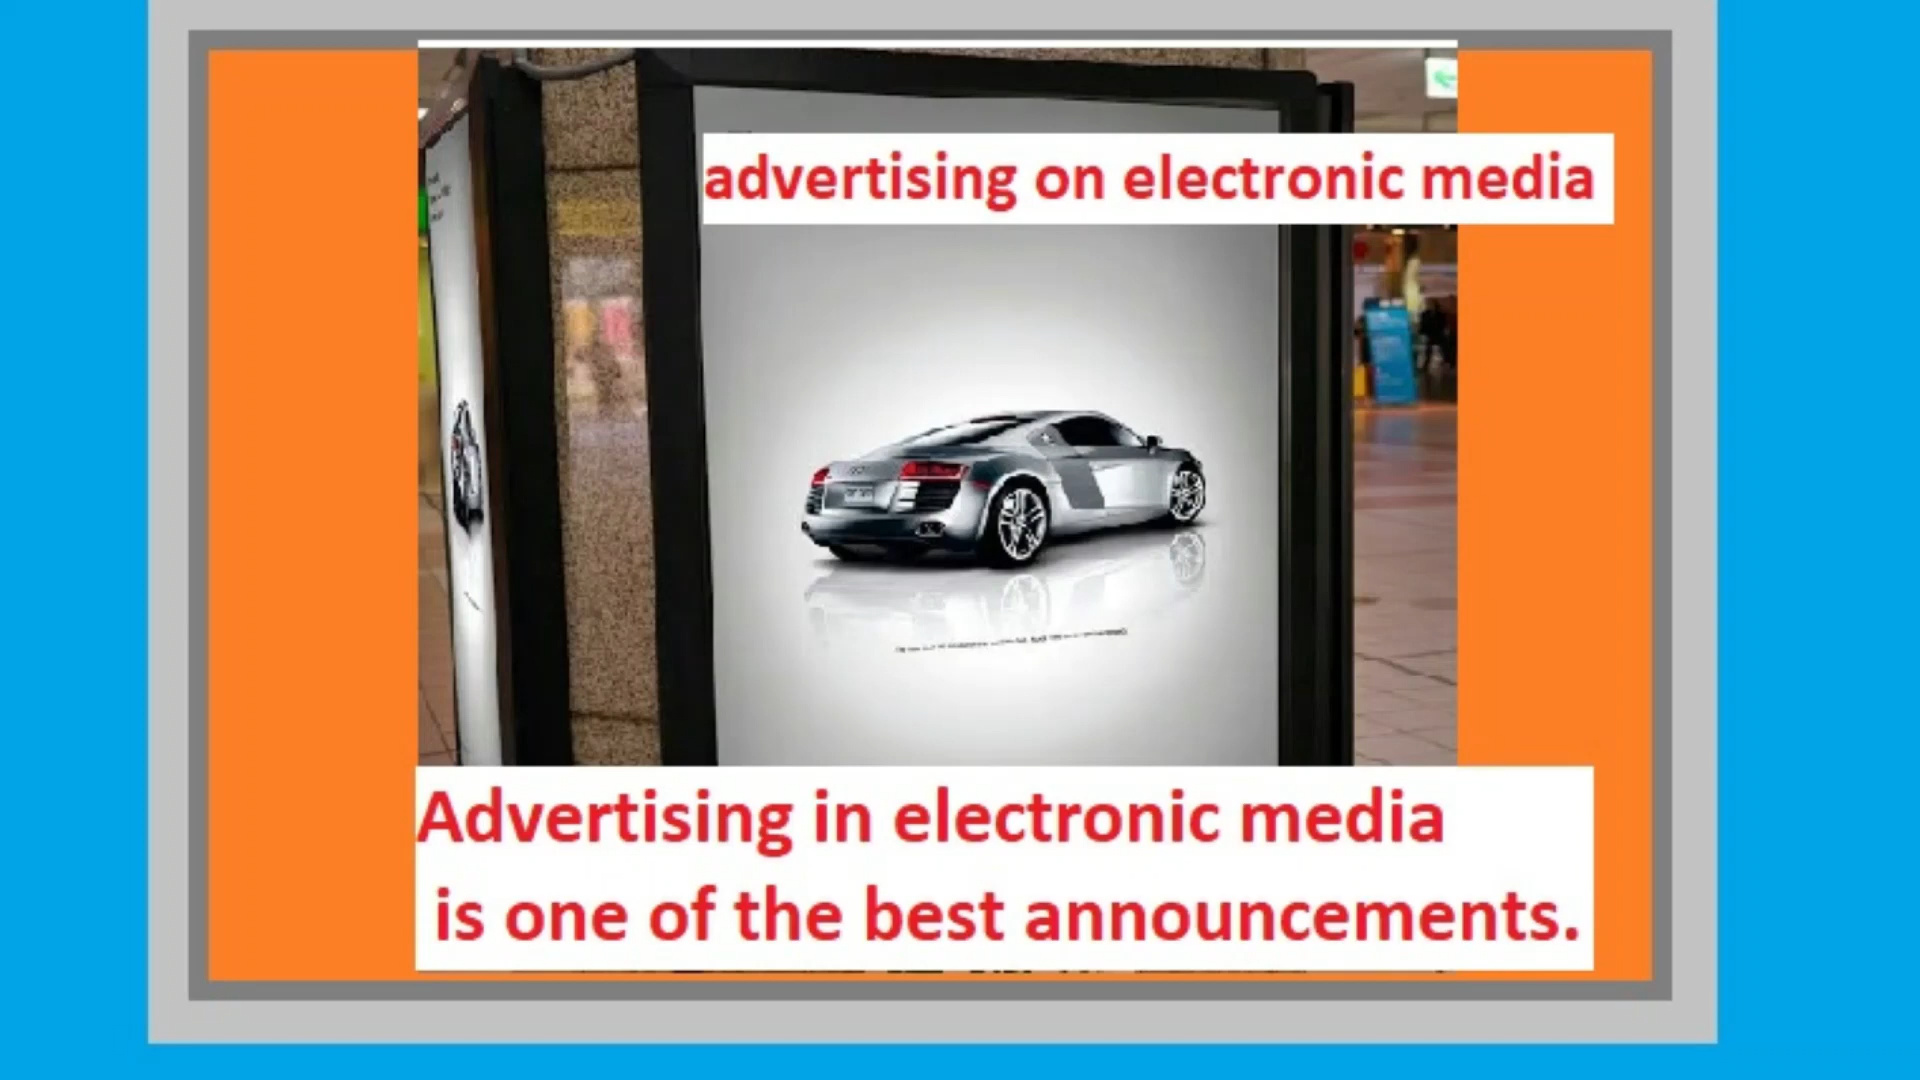 advertising on electronic media
Advertising in electronic media
is one of the best announcements.